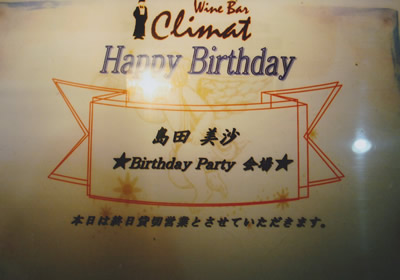 Wine Bar
Climat
Happy Birthday
島田 美沙
★Birthday Party 会場★
本日は終日貸切営業とさせていただきます。